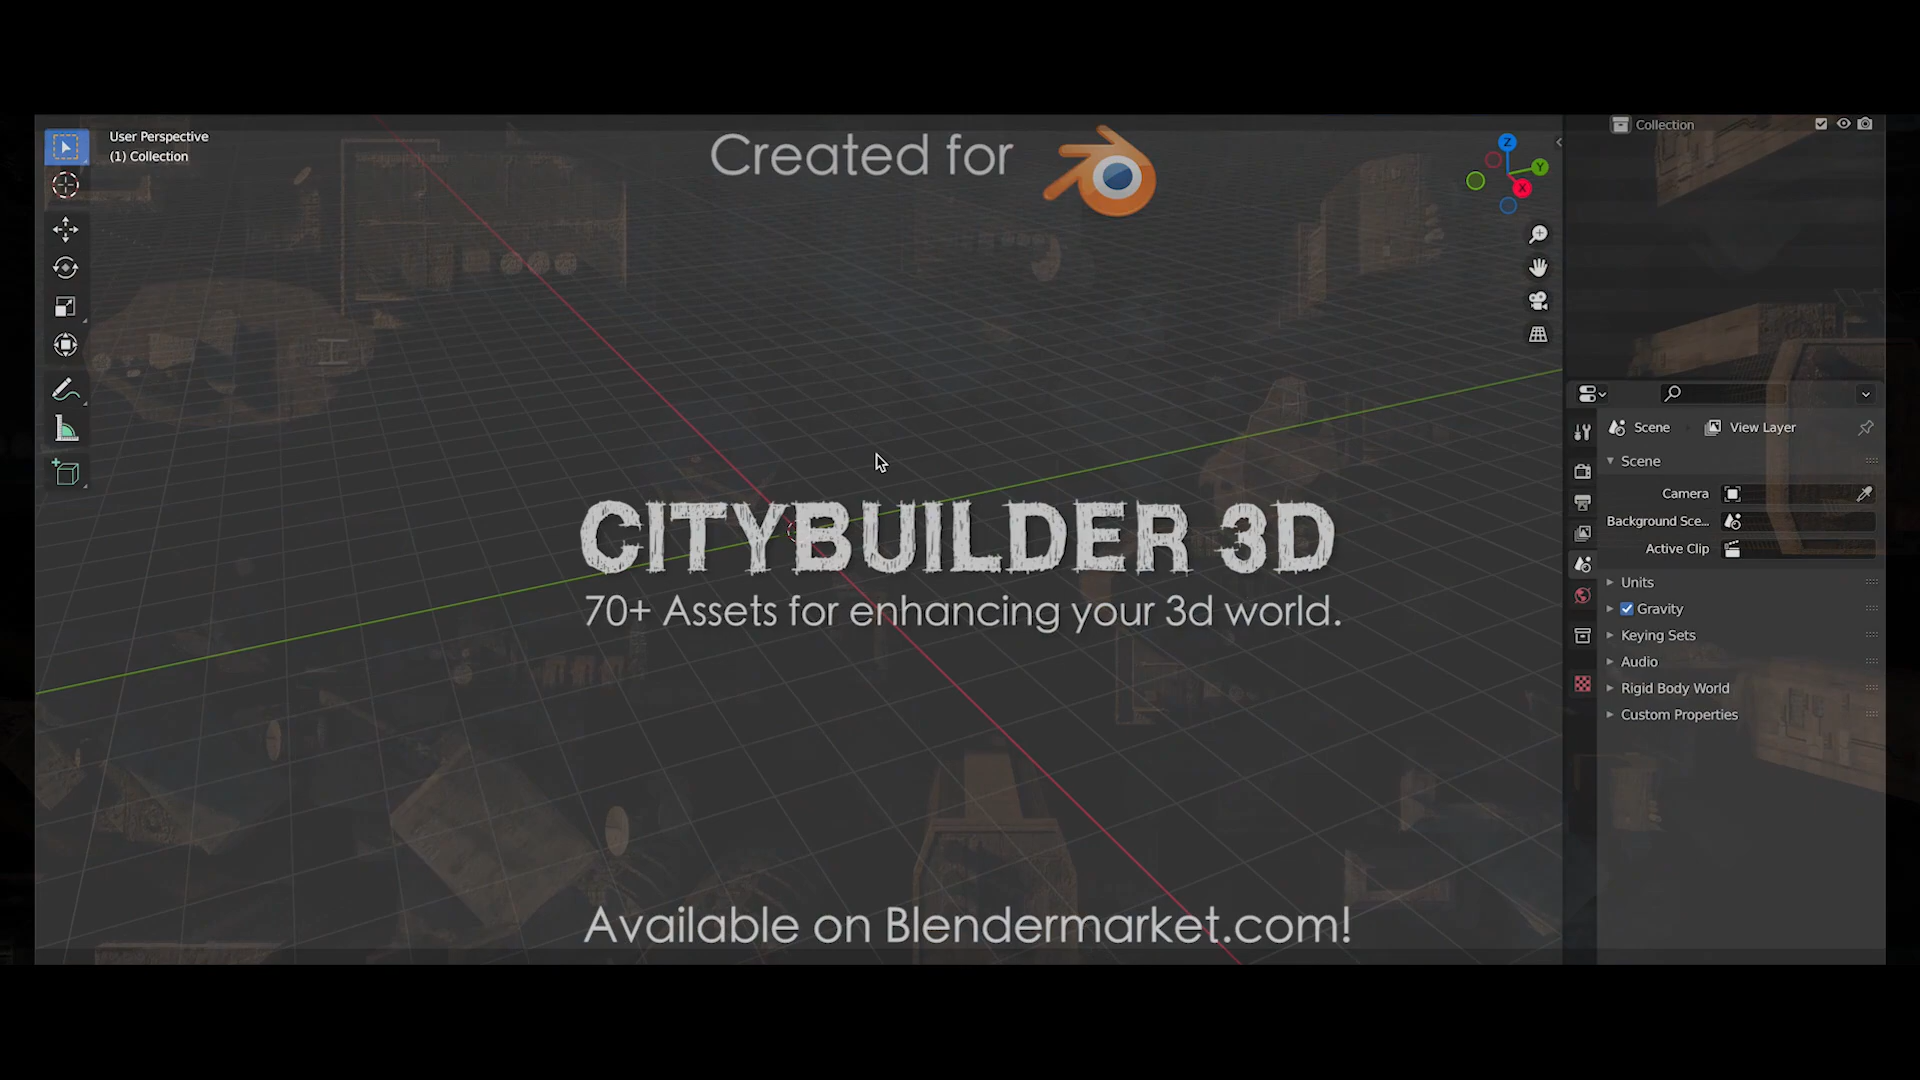 User Perspective
(1) Collection
Created for
Z
Y
X
Collection
Scene
View Layer
Scene
Camera
Background Sce...
Active Clip
Units
Gravity
Keying Sets
Audio
Rigid Body World
Custom Properties
CITYBUILDER 3D
70+ Assets for enhancing your 3d world.
Available on Blendermarket.com!